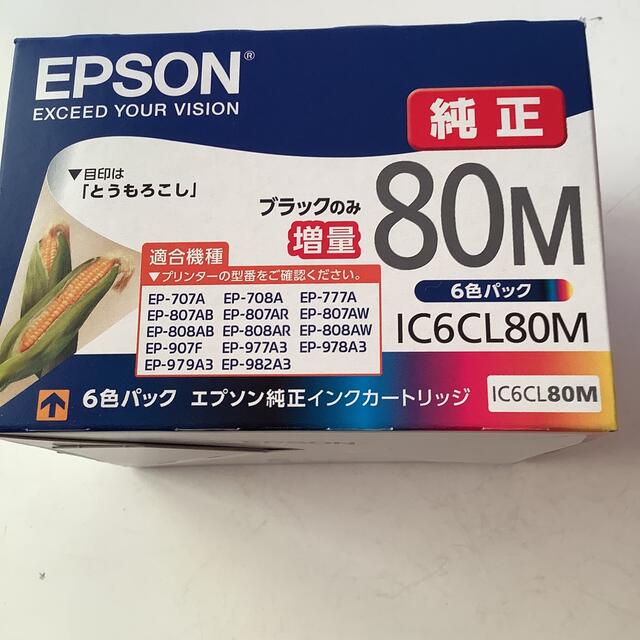 EPSON®
EXCEED YOUR VISION
純正
▼目印は
「とうもろこし」
ブラックのみ
増量
80M
6色パック
IC6CL80M
適合機種
▼プリンターの型番をご確認ください。
EP-707A EP-708A EP-777A
EP-807AB EP-807AR EP-807AW
EP-808AB EP-808AR EP-808AW
EP-907F EP-977A3 EP-978A3
EP-979A3 EP-982A3
6色パック エプソン純正インクカートリッジ
IC6CL80M
EPSON